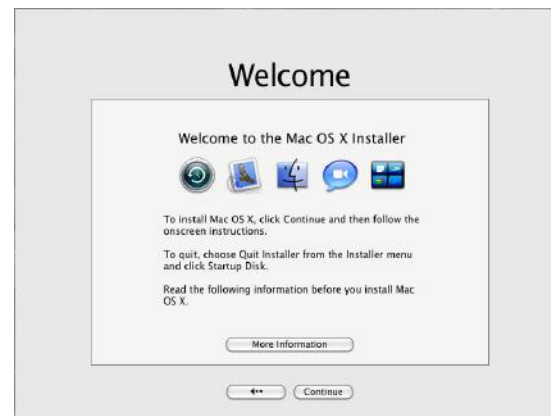 Welcome
Welcome to the Mac OS X Installer
To install Mac OS X, click Continue and then follow the
onscreen instructions.
To quit, choose Quit Installer from the Installer menu
and click Startup Disk.
Read the following information before you install Mac
OS X.
More Information
Continue